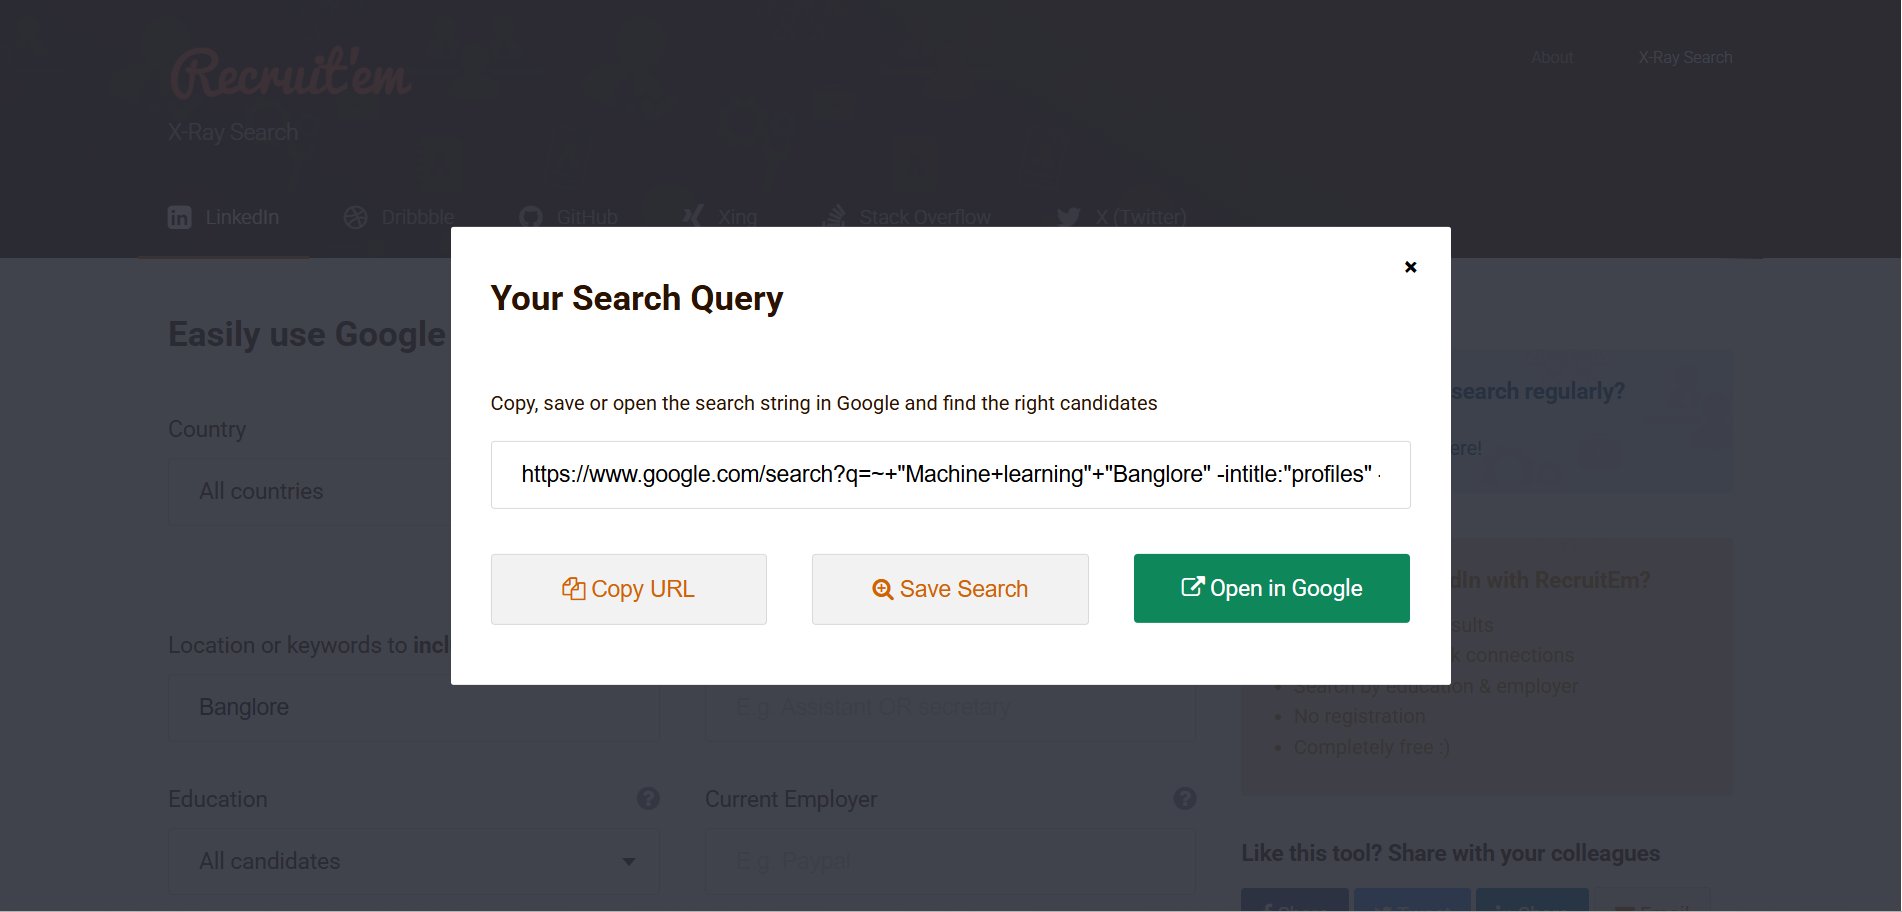 Recruit'em
About
X-Ray Search
X-Ray Search
LinkedIn
Dribbble
GitHub
Xing
Stack Overflow
X (Twitter)
Your Search Query
Copy, save or open the search string in Google and find the right candidates
https://www.google.com/search?q=~+"Machine+learning"+"Banglore" -intitle:"profiles" -
Copy URL
Save Search
Open in Google
Easily use Google
Country
All countries
Location or keywords to
Banglore
E.g. Assistant OR secretary
Education
All candidates
Current Employer
E.g. Paypal
search regularly?
with RecruitEm?
connections
Search by education & employer
No registration
Completely free :)
Like this tool? Share with your colleagues
Share
Tweet
Share
Email